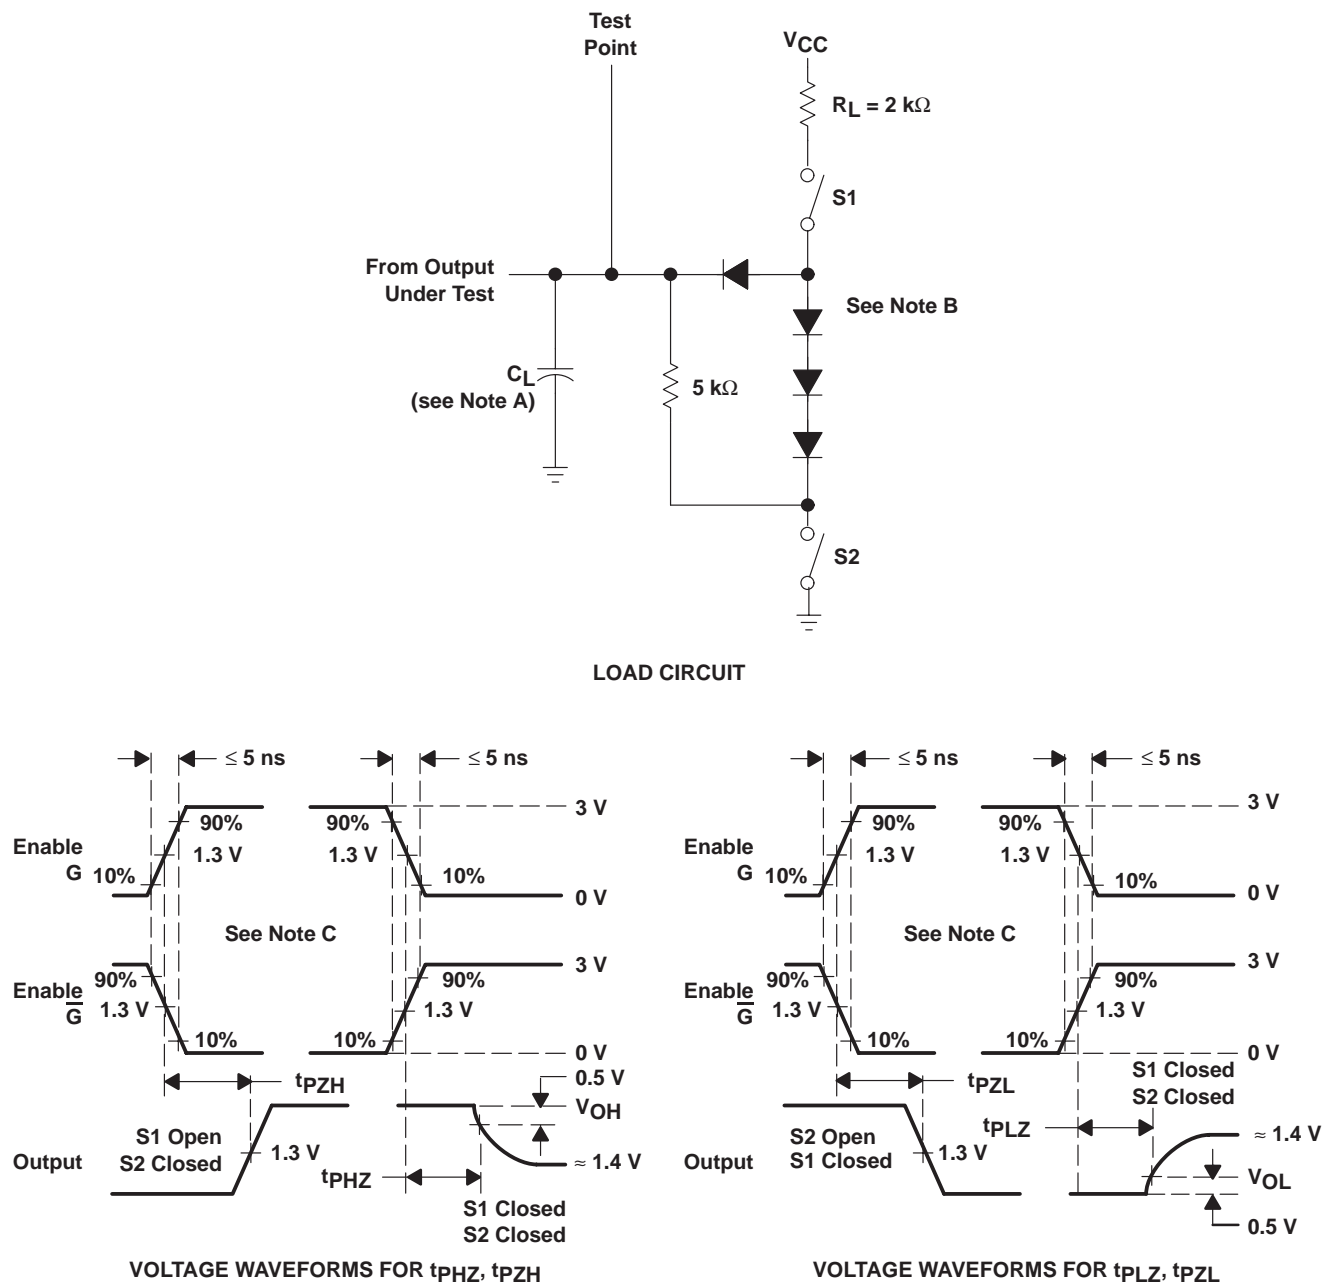 Test
Point
VCC
RL = 2 kΩ
S1
From Output
Under Test
See Note B
CL
(see Note A)
5 kΩ
S2
LOAD CIRCUIT
≤ 5 ns
≤ 5 ns
3 V
90%
90%
Enable
G
1.3 V
1.3 V
10%
10%
0 V
See Note C
3 V
90%
90%
Enable
G̅
1.3 V
1.3 V
10%
10%
0 V
tPZH
0.5 V
VOH
S1 Open
S2 Closed
Output
1.3 V
≈ 1.4 V
tPHZ
S1 Closed
S2 Closed
VOLTAGE WAVEFORMS FOR tPHZ, tPZH
≤ 5 ns
≤ 5 ns
3 V
90%
90%
Enable
G
1.3 V
1.3 V
10%
10%
0 V
See Note C
3 V
90%
90%
Enable
G̅
1.3 V
1.3 V
10%
10%
0 V
tPZL
S1 Closed
S2 Closed
tPLZ
S2 Open
S1 Closed
Output
1.3 V
≈ 1.4 V
VOL
0.5 V
VOLTAGE WAVEFORMS FOR tPLZ, tPZL